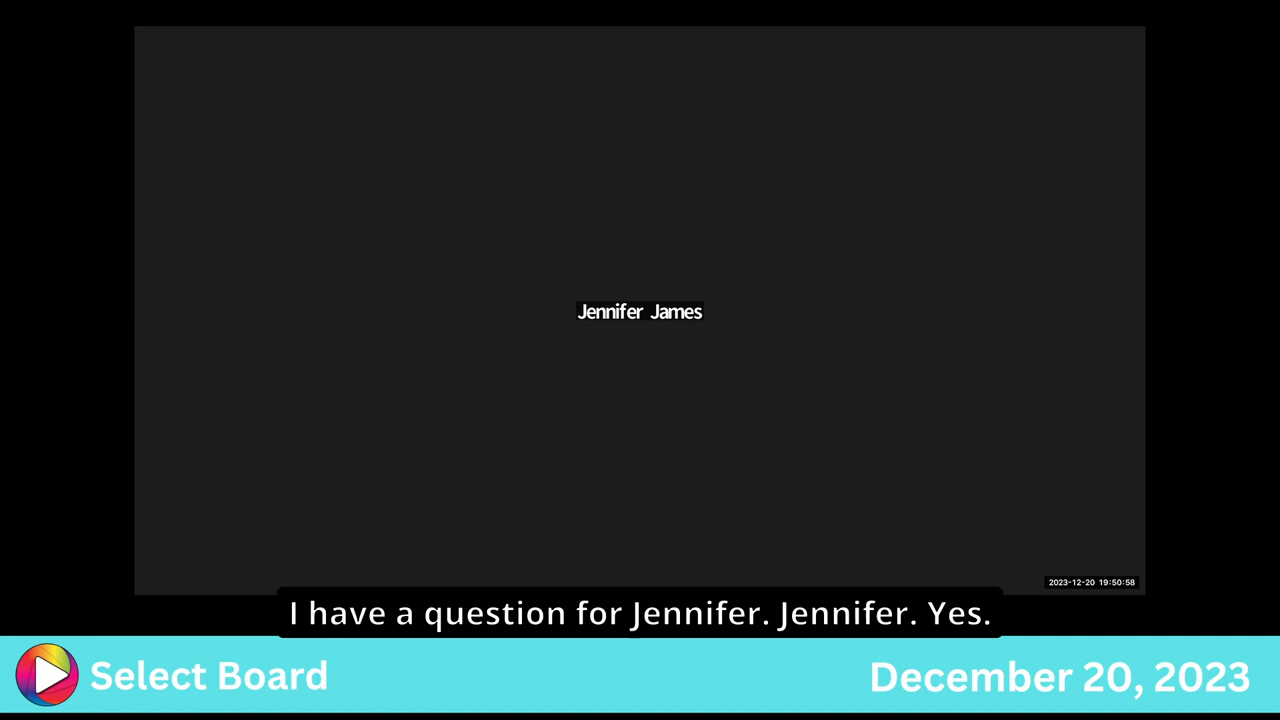 Jennifer James
2023-12-20 19:50:58
I have a question for Jennifer. Jennifer. Yes.
Select Board
December 20, 2023